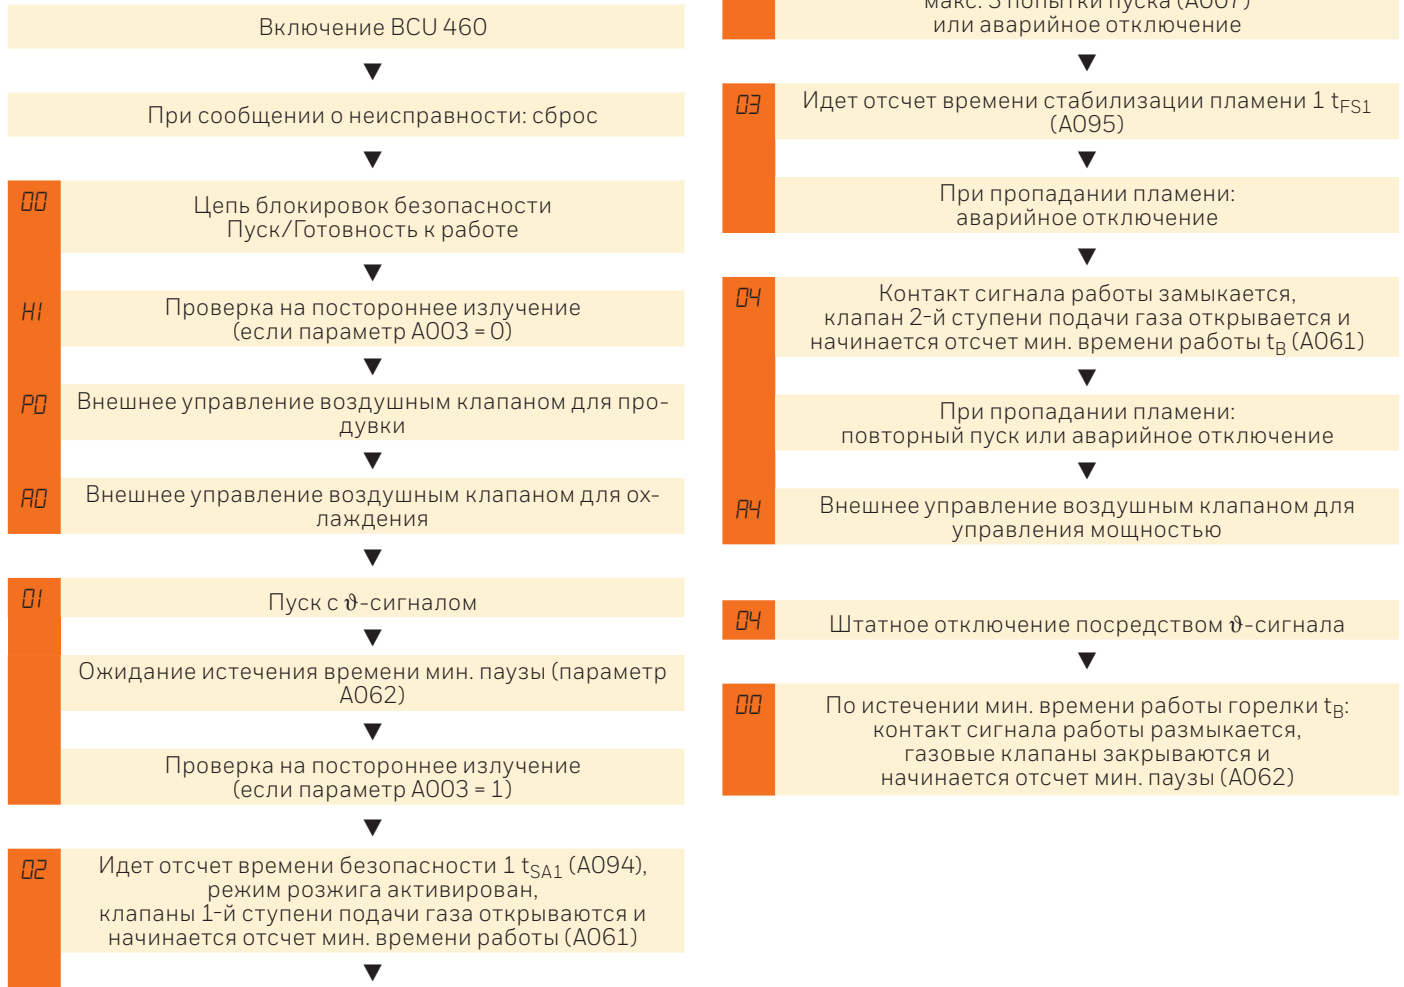 Включение BCU 460
При сообщении о неисправности: сброс
00
Цепь блокировок безопасности
Пуск/Готовность к работе
H1
Проверка на постороннее излучение
(если параметр A003 = 0)
P0
Внешнее управление воздушным клапаном для про-
дувки
A0
Внешнее управление воздушным клапаном для ох-
лаждения
01
Пуск с ϑ-сигналом
Ожидание истечения времени мин. паузы (параметр
A062)
Проверка на постороннее излучение
(если параметр A003 = 1)
02
Идет отсчет времени безопасности 1 tSA1 (A094),
режим розжига активирован,
клапаны 1-й ступени подачи газа открываются и
начинается отсчет мин. времени работы (A061)
макс. 3 попытки пуска (A007)
или аварийное отключение
03
Идет отсчет времени стабилизации пламени 1 tFS1
(A095)
При пропадании пламени:
аварийное отключение
04
Контакт сигнала работы замыкается,
клапан 2-й ступени подачи газа открывается и
начинается отсчет мин. времени работы tB (A061)
При пропадании пламени:
повторный пуск или аварийное отключение
A4
Внешнее управление воздушным клапаном для
управления мощностью
04
Штатное отключение посредством ϑ-сигнала
00
По истечении мин. времени работы горелки tB:
контакт сигнала работы размыкается,
газовые клапаны закрываются и
начинается отсчет мин. паузы (A062)